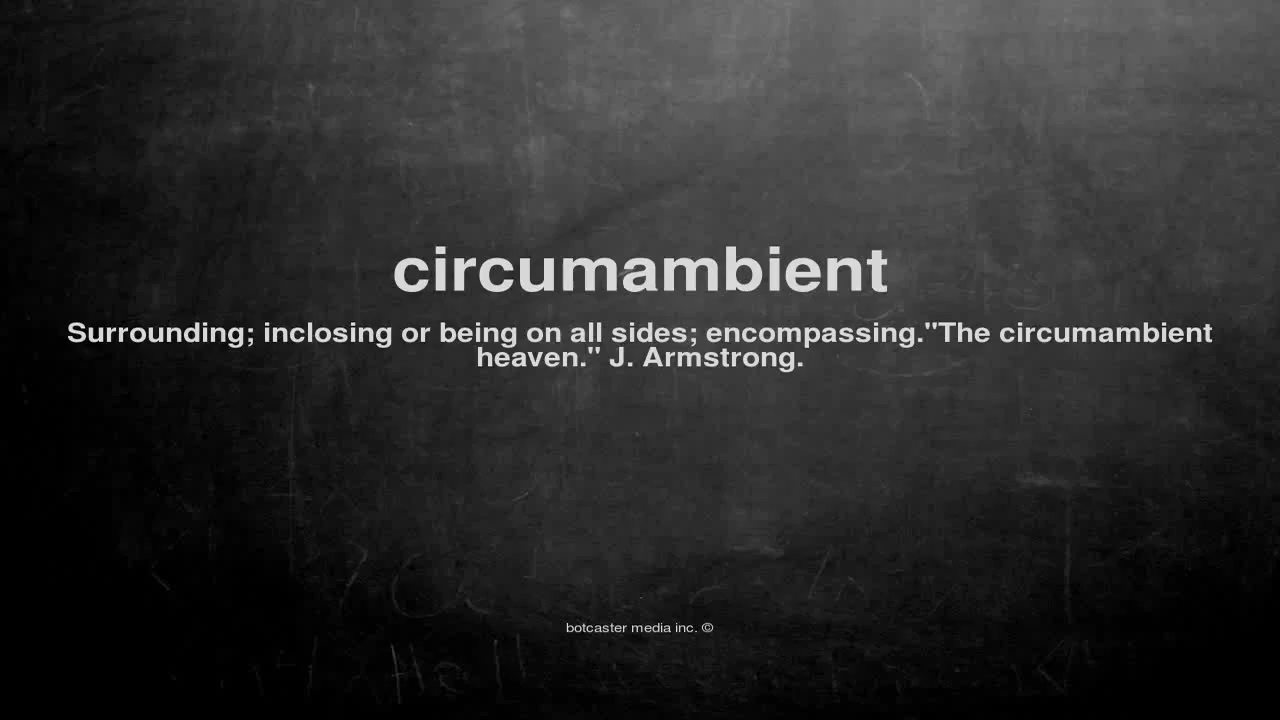 circumambient
Surrounding; inclosing or being on all sides; encompassing."The circumambient
heaven." J. Armstrong.
botcaster media inc. ©